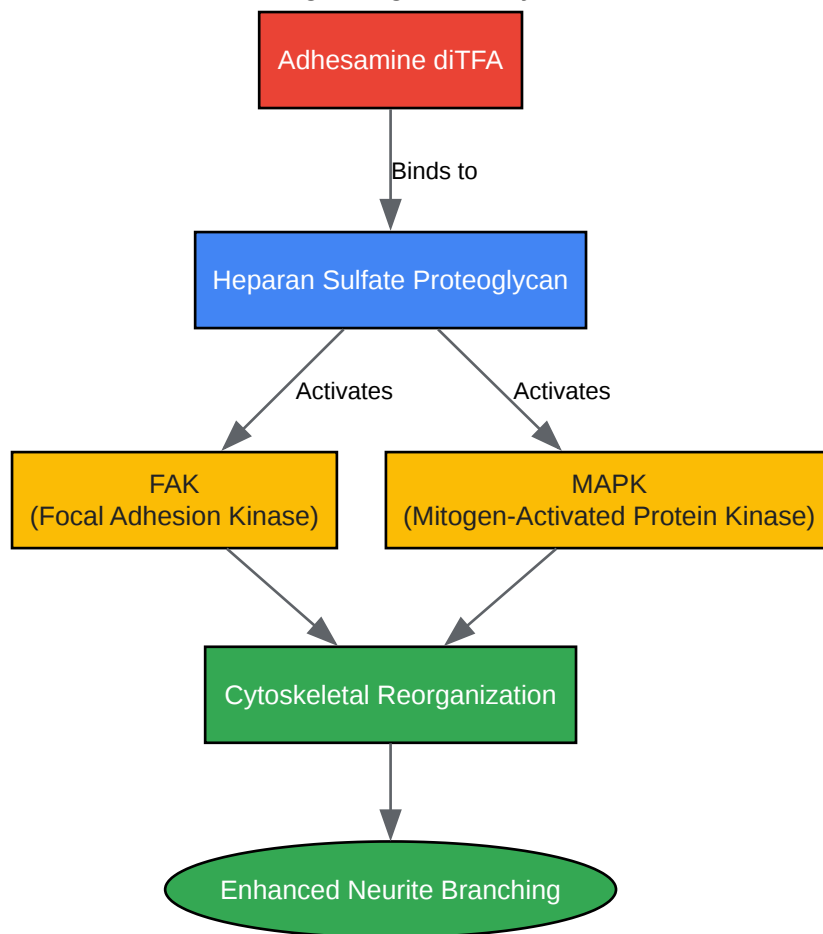 Adhesamine diTFA
Binds to
Heparan Sulfate Proteoglycan
Activates
Activates
FAK
(Focal Adhesion Kinase)
MAPK
(Mitogen-Activated Protein Kinase)
Cytoskeletal Reorganization
Enhanced Neurite Branching